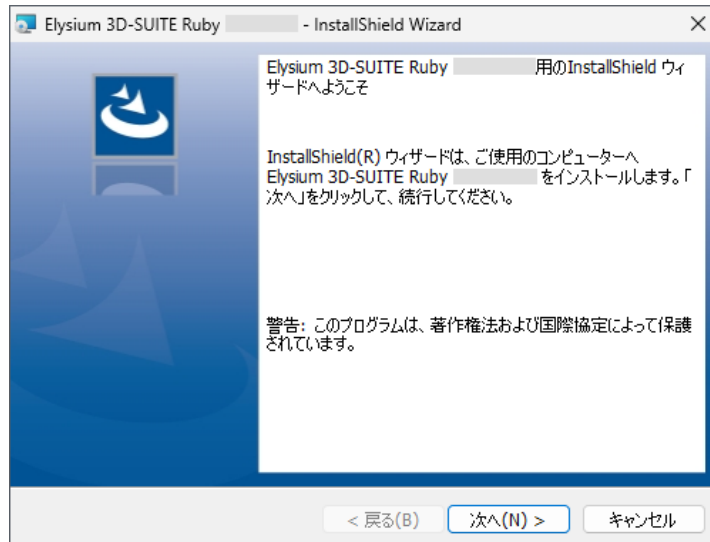 Elysium 3D-SUITE Ruby - InstallShield Wizard
Elysium 3D-SUITE Ruby 用のInstallShield ウィ
ザードへようこそ
InstallShield(R) ウィザードは、ご使用のコンピューターへ
Elysium 3D-SUITE Ruby をインストールします。「
次へ」をクリックして、続行してください。
警告: このプログラムは、著作権法および国際協定によって保護
されています。
< 戻る(B) 次へ(N) > キャンセル